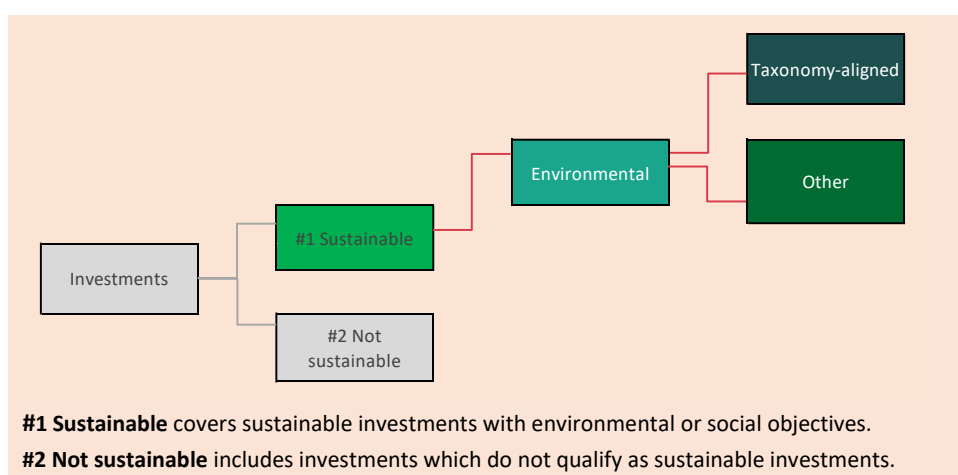 Taxonomy-aligned
Environmental
Other
#1 Sustainable
Investments
#2 Not
sustainable
#1 Sustainable covers sustainable investments with environmental or social objectives.
#2 Not sustainable includes investments which do not qualify as sustainable investments.